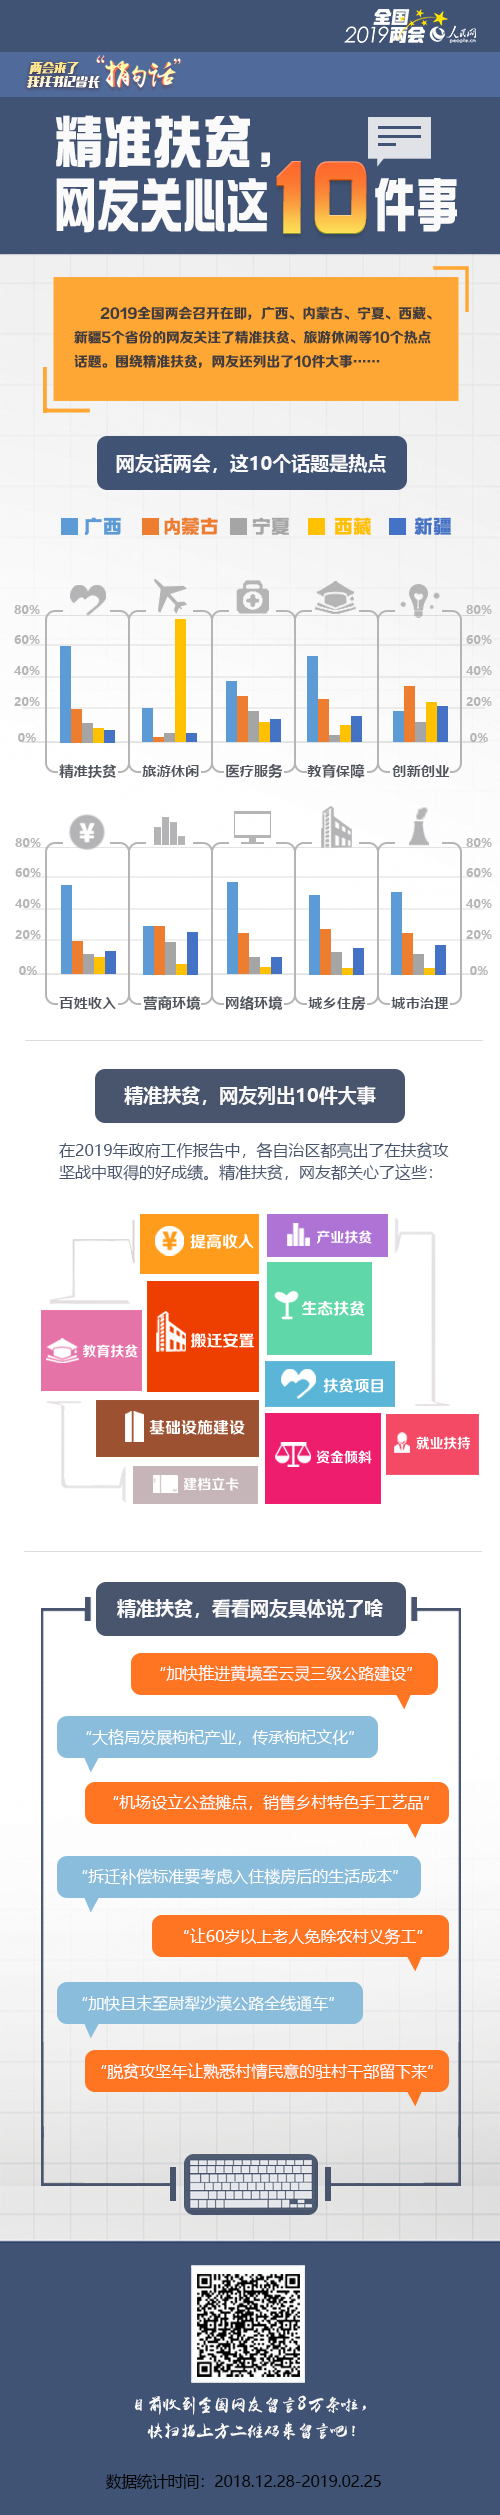 全国
2019两会 人民网
people.cn
两会来了
我托书记省长“捎句话”
精准扶贫，
网友关心这10件事
2019全国两会召开在即，广西、内蒙古、宁夏、西藏、
新疆5个省份的网友关注了精准扶贫、旅游休闲等10个热点
话题。围绕精准扶贫，网友还列出了10件大事……
网友话两会，这10个话题是热点
广西 内蒙古 宁夏 西藏 新疆
80% 80%
60% 60%
40% 40%
20% 20%
0% 0%
精准扶贫 旅游休闲 医疗服务 教育保障 创新创业
80% 80%
60% 60%
40% 40%
20% 20%
0% 0%
百姓收入 营商环境 网络环境 城乡住房 城市治理
精准扶贫，网友列出10件大事
在2019年政府工作报告中，各自治区都亮出了在扶贫攻
坚战中取得的好成绩。精准扶贫，网友都关心了这些：
提高收入 产业扶贫
搬迁安置 生态扶贫
教育扶贫
扶贫项目
基础设施建设 资金倾斜 就业扶持
建档立卡
精准扶贫，看看网友具体说了啥
“加快推进黄境至云灵三级公路建设”
“大格局发展枸杞产业，传承枸杞文化”
“机场设立公益摊点，销售乡村特色手工艺品”
“拆迁补偿标准要考虑入住楼房后的生活成本”
“让60岁以上老人免除农村义务工”
“加快且末至尉犁沙漠公路全线通车”
“脱贫攻坚年让熟悉村情民意的驻村干部留下来”
目前收到全国网友留言8万条啦，
快扫描上方二维码来留言吧！
数据统计时间：2018.12.28-2019.02.25